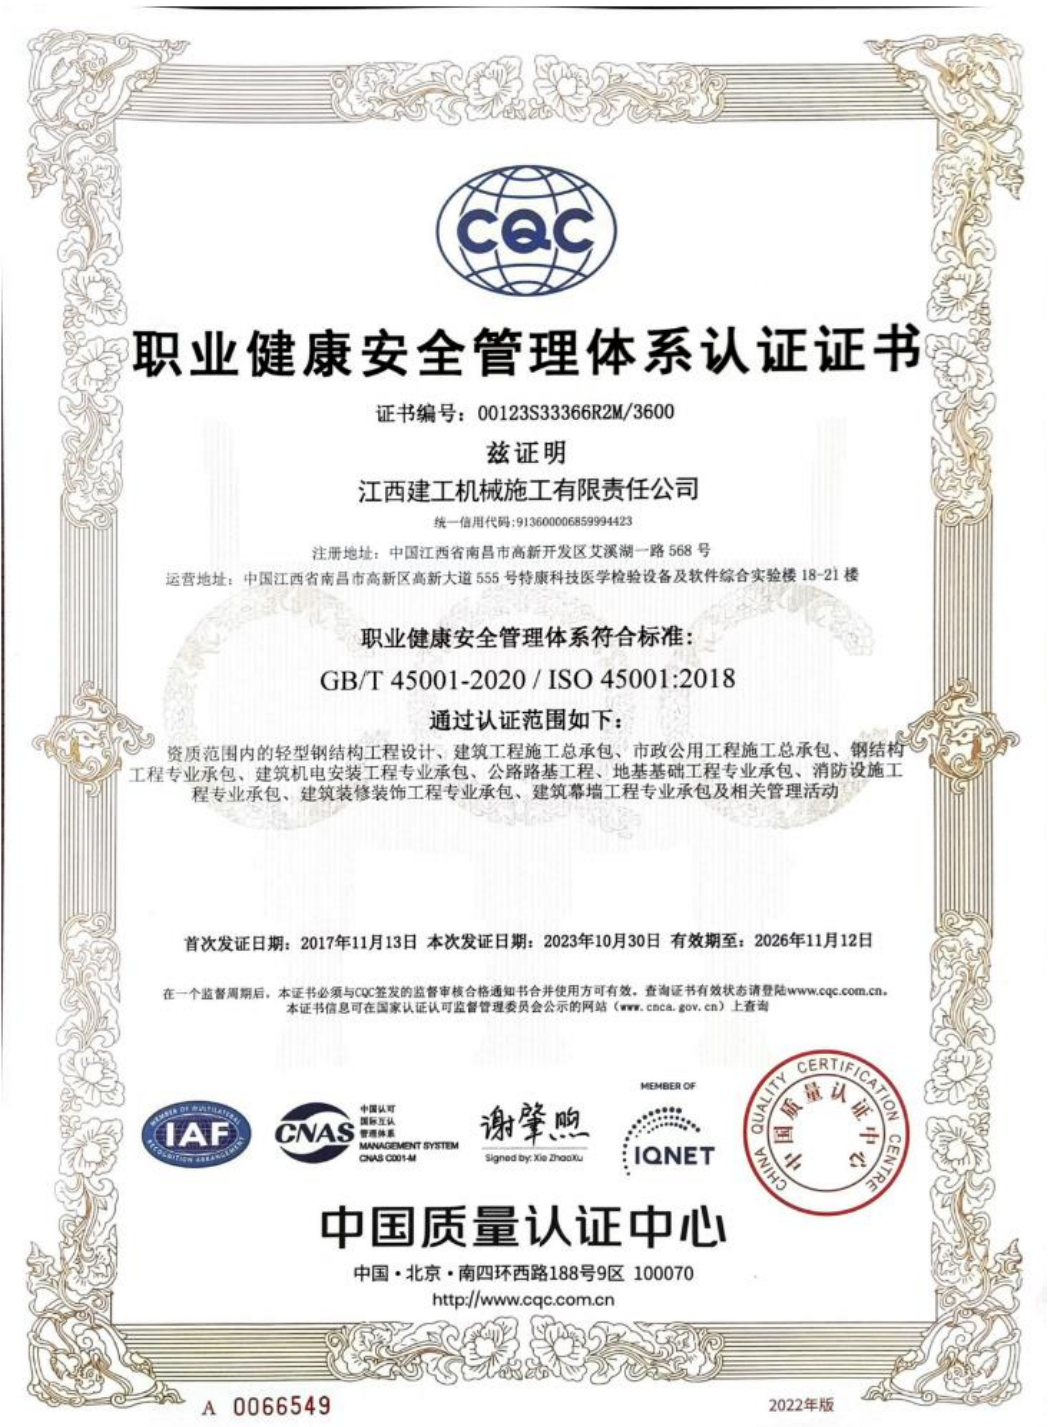 CQC
职业健康安全管理体系认证证书
证书编号：00123S33366R2M/3600
兹证明
江西建工机械施工有限责任公司
统一信用代码:913600006859994423
注册地址：中国江西省南昌市高新开发区艾溪湖一路 568 号
运营地址：中国江西省南昌市高新区高新大道 555 号特康科技医学检验设备及软件综合实验楼 18-21 楼
职业健康安全管理体系符合标准：
GB/T 45001-2020 / ISO 45001:2018
通过认证范围如下：
资质范围内的轻型钢结构工程设计、建筑工程施工总承包、市政公用工程施工总承包、钢结构
工程专业承包、建筑机电安装工程专业承包、公路路基工程、地基基础工程专业承包、消防设施工
程专业承包、建筑装修装饰工程专业承包、建筑幕墙工程专业承包及相关管理活动
首次发证日期：2017年11月13日 本次发证日期：2023年10月30日 有效期至：2026年11月12日
在一个监督周期后，本证书必须与CQC签发的监督审核合格通知书合并使用方可有效。查询证书有效状态请登陆www.cqc.com.cn。
本证书信息可在国家认证认可监督管理委员会公示的网站（www.cnca.gov.cn）上查询
MEMBER OF MULTILATERAL
IAF
RECOGNITION ARRANGEMENT
CNAS
中国认可
国际互认
管理体系
MANAGEMENT SYSTEM
CNAS C001-M
谢肇煦
Signed by: Xie ZhaoXu
MEMBER OF
IQNET
CHINA QUALITY CERTIFICATION CENTRE
中国质量认证中心
中国质量认证中心
中国·北京·南四环西路188号9区 100070
http://www.cqc.com.cn
A 0066549
2022年版